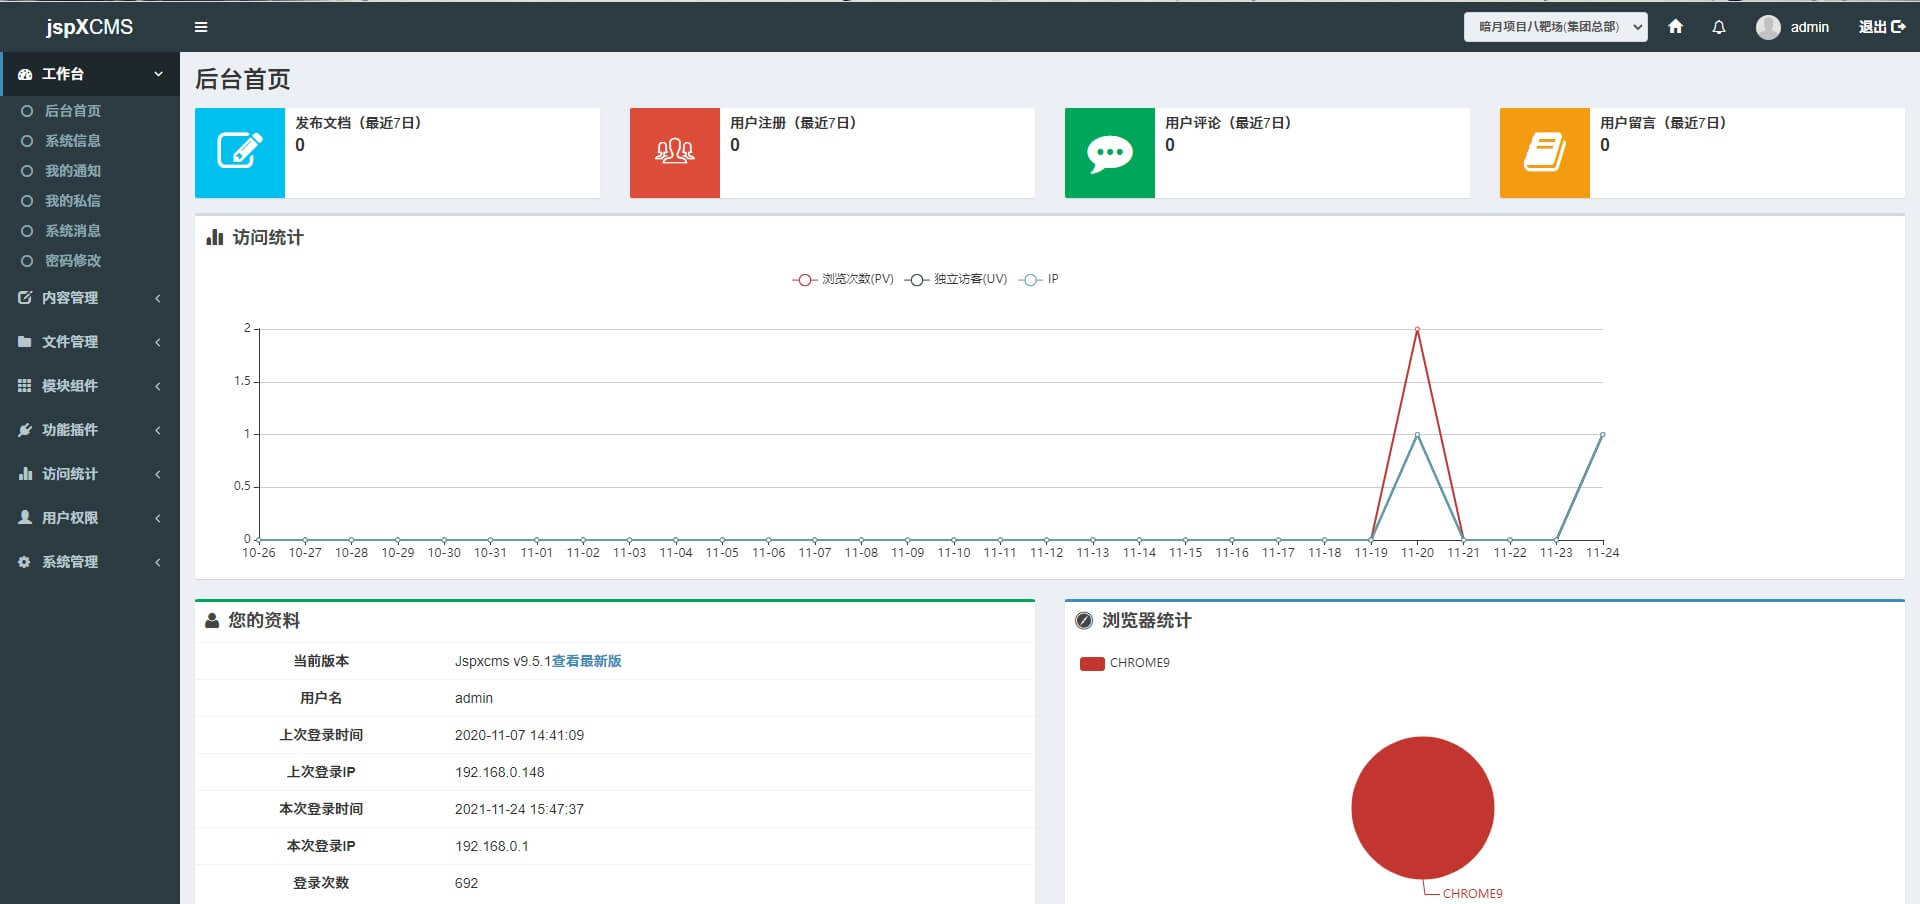 jspXCMS
暗月项目八靶场(集团总部)
admin
退出
工作台
后台首页
系统信息
我的通知
我的私信
系统消息
密码修改
内容管理
文件管理
模块组件
功能插件
访问统计
用户权限
系统管理
后台首页
发布文档（最近7日）
0
用户注册（最近7日）
0
用户评论（最近7日）
0
用户留言（最近7日）
0
访问统计
浏览次数(PV) 独立访客(UV) IP
2
1.5
1
0.5
0
10-26 10-27 10-28 10-29 10-30 10-31 11-01 11-02 11-03 11-04 11-05 11-06 11-07 11-08 11-09 11-10 11-11 11-12 11-13 11-14 11-15 11-16 11-17 11-18 11-19 11-20 11-21 11-22 11-23 11-24
您的资料
当前版本 Jspxcms v9.5.1查看最新版
用户名 admin
上次登录时间 2020-11-07 14:41:09
上次登录IP 192.168.0.148
本次登录时间 2021-11-24 15:47:37
本次登录IP 192.168.0.1
登录次数 692
浏览器统计
CHROME9
CHROME9